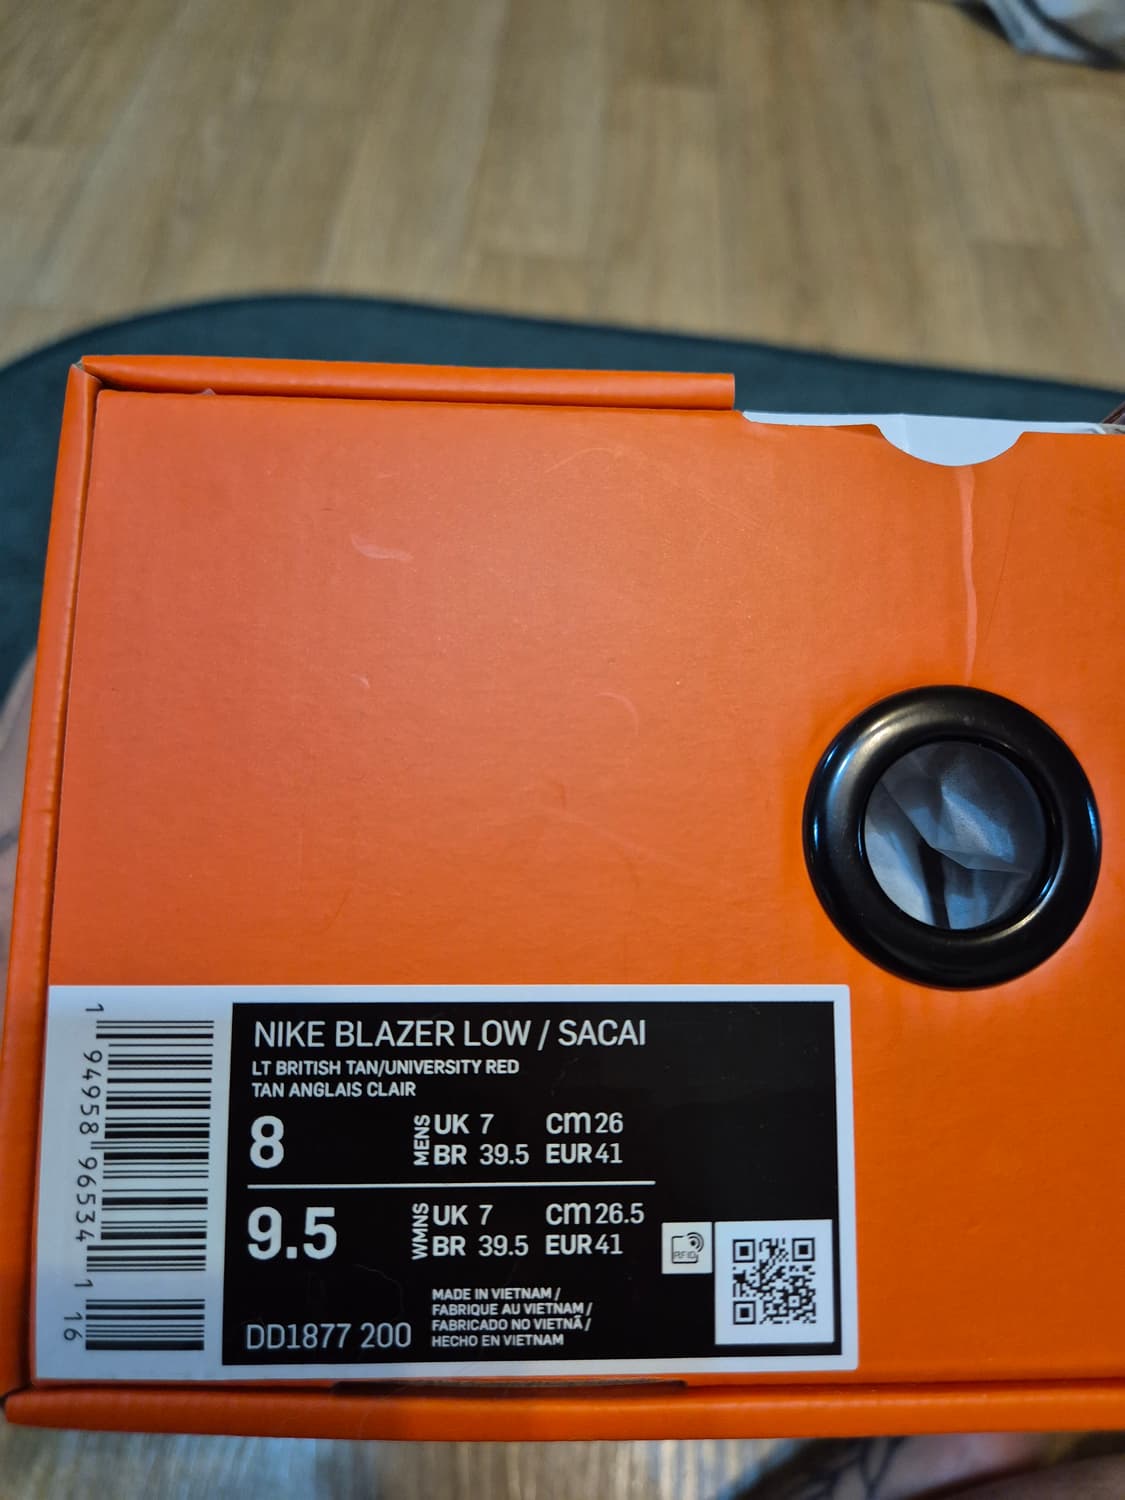 NIKE BLAZER LOW / SACAI
LT BRITISH TAN/UNIVERSITY RED
TAN ANGLAIS CLAIR
8 MENS UK 7 cm 26
BR 39.5 EUR 41
9.5 WMNS UK 7 cm 26.5
BR 39.5 EUR 41
RFID
DD1877 200
MADE IN VIETNAM /
FABRIQUE AU VIETNAM /
FABRICADO NO VIETNÃ /
HECHO EN VIETNAM
1 94958 96534 1 16